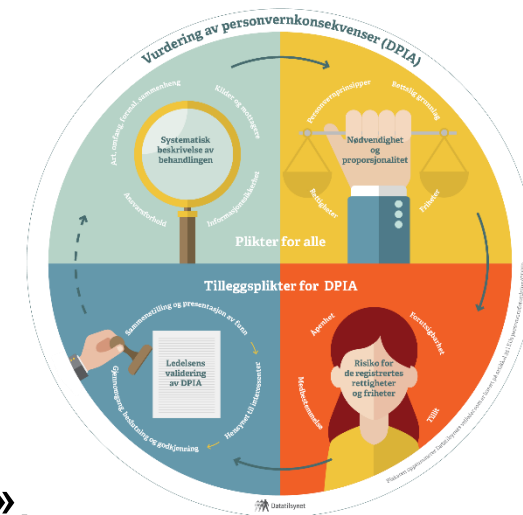 Vurdering av personvernkonsekvenser (DPIA)
Art, omfang, formål, sammenheng
Kilder og mottagere
Systematisk
beskrivelse av
behandlingen
Ansvarsforhold
Informasjonssikkerhet
Personvernprinsipper
Rettslig grunning
Nødvendighet
og
proporsjonalitet
Rettigheter
Friheter
Plikter for alle
Tilleggsplikter for DPIA
Sammenstilling og presentasjon av funn
Ledelsens
validering
av DPIA
Hensynet til interessenter
Gjennomgang, beslutning og godkjenning
Åpenhet
Forutsigbarhet
Risiko for
de registrertes
rettigheter
og friheter
Medbestemmelse
Tillit
Datatilsynet
»